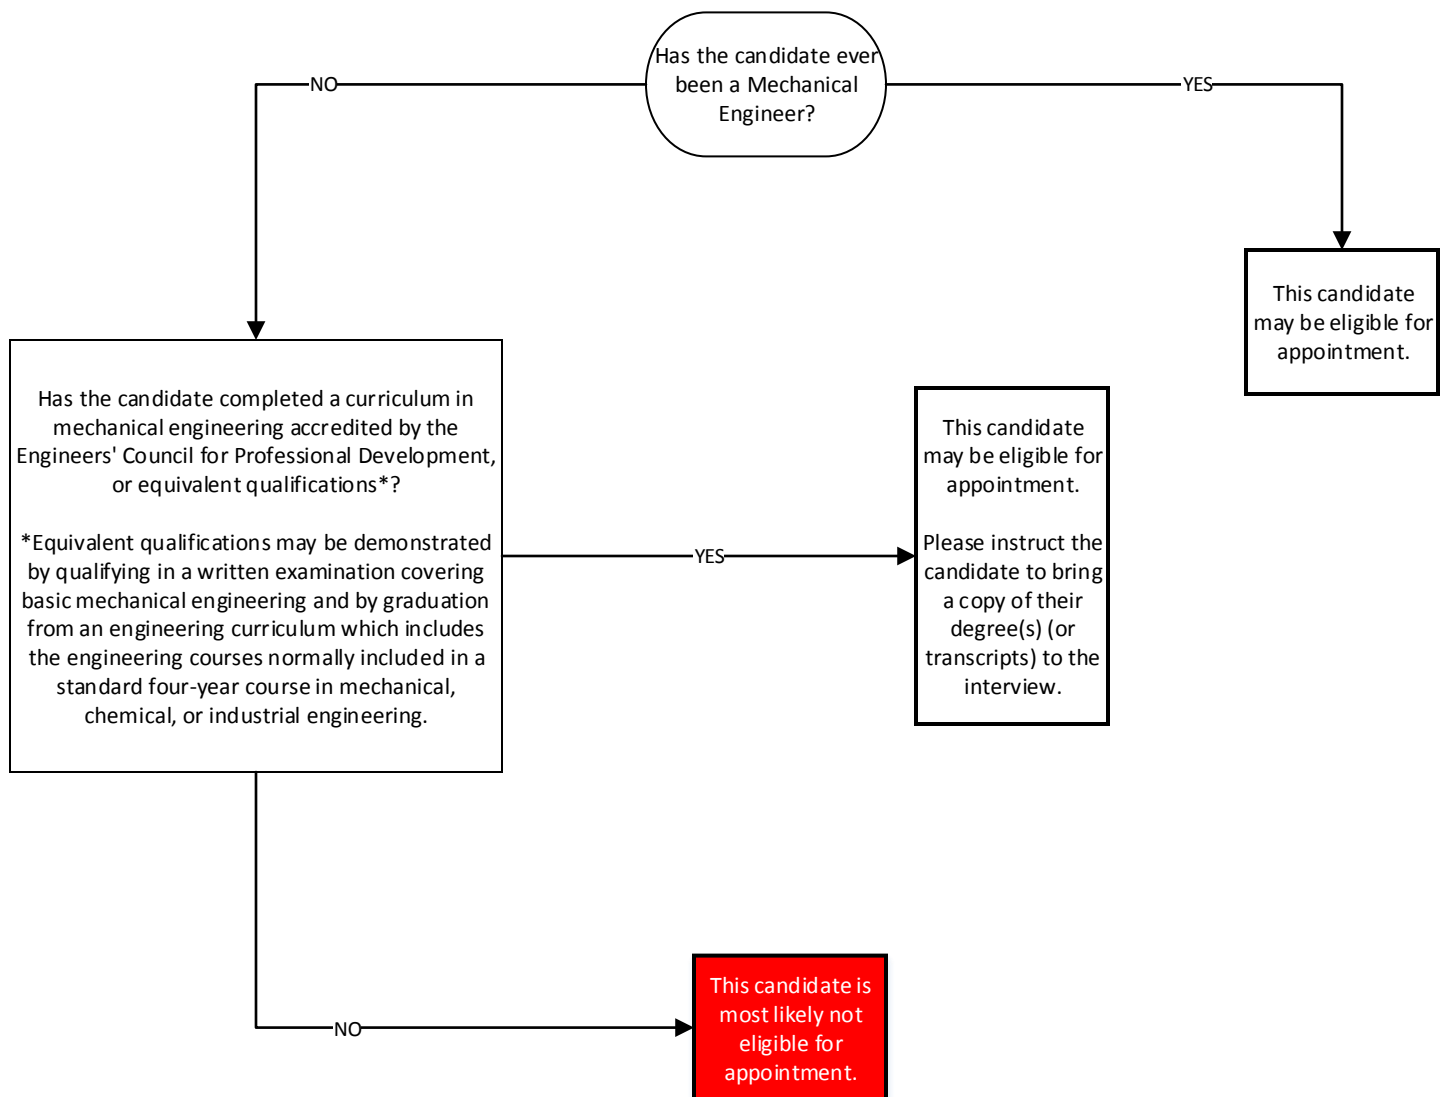 Has the candidate ever
been a Mechanical
Engineer?
NO
YES
This candidate
may be eligible for
appointment.
Has the candidate completed a curriculum in
mechanical engineering accredited by the
Engineers' Council for Professional Development,
or equivalent qualifications*?
*Equivalent qualifications may be demonstrated
by qualifying in a written examination covering
basic mechanical engineering and by graduation
from an engineering curriculum which includes
the engineering courses normally included in a
standard four-year course in mechanical,
chemical, or industrial engineering.
YES
This candidate
may be eligible for
appointment.
Please instruct the
candidate to bring
a copy of their
degree(s) (or
transcripts) to the
interview.
NO
This candidate is
most likely not
eligible for
appointment.